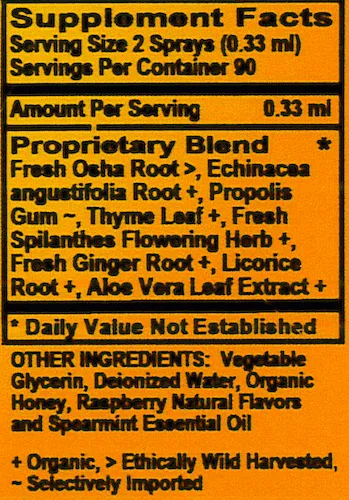 Supplement Facts
Serving Size 2 Sprays (0.33 ml)
Servings Per Container 90
Amount Per Serving 0.33 ml
Proprietary Blend *
Fresh Osha Root >, Echinacea
angustifolia Root +, Propolis
Gum ~, Thyme Leaf +, Fresh
Spilanthes Flowering Herb +,
Fresh Ginger Root +, Licorice
Root +, Aloe Vera Leaf Extract +
* Daily Value Not Established
OTHER INGREDIENTS: Vegetable
Glycerin, Deionized Water, Organic
Honey, Raspberry Natural Flavors
and Spearmint Essential Oil
+ Organic, > Ethically Wild Harvested,
~ Selectively Imported